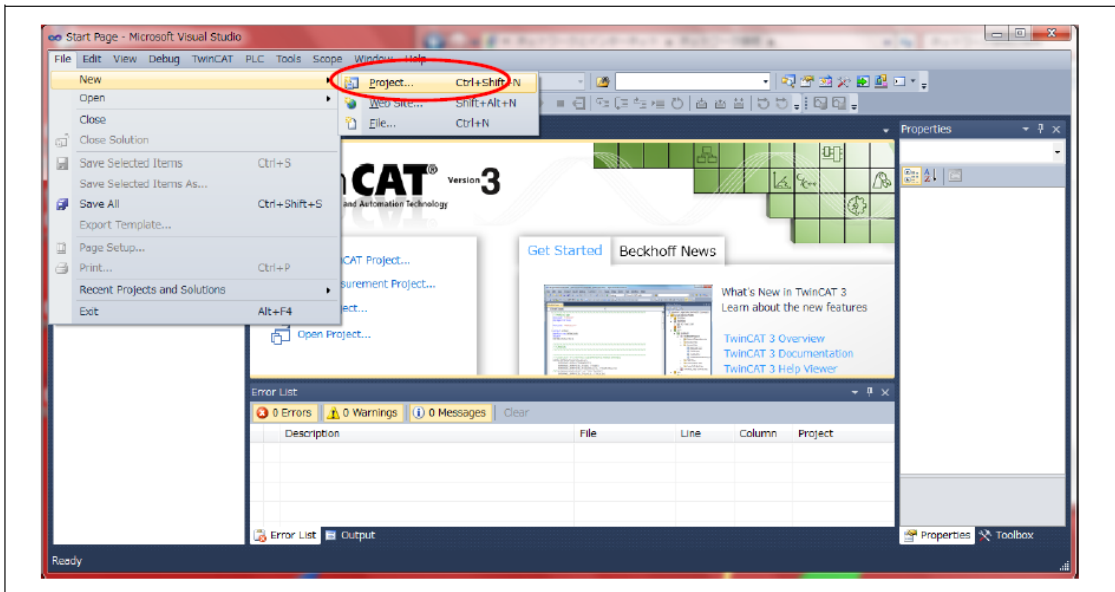 Start Page - Microsoft Visual Studio
File Edit View Debug TwinCAT PLC Tools Scope Window Help
New
Project... Ctrl+Shift+N
Open
Web Site... Shift+Alt+N
Close
File... Ctrl+N
Close Solution
Save Selected Items Ctrl+S
Save Selected Items As...
Save All Ctrl+Shift+S
Export Template...
Page Setup...
Print... Ctrl+P
Recent Projects and Solutions
Exit Alt+F4
Properties
CAT® Version 3
and Automation Technology
CAT Project...
surement Project...
ect...
Open Project...
Get Started Beckhoff News
What's New in TwinCAT 3
Learn about the new features
TwinCAT 3 Overview
TwinCAT 3 Documentation
TwinCAT 3 Help Viewer
Error List
0 Errors 0 Warnings 0 Messages Clear
Description File Line Column Project
Error List Output
Properties Toolbox
Ready